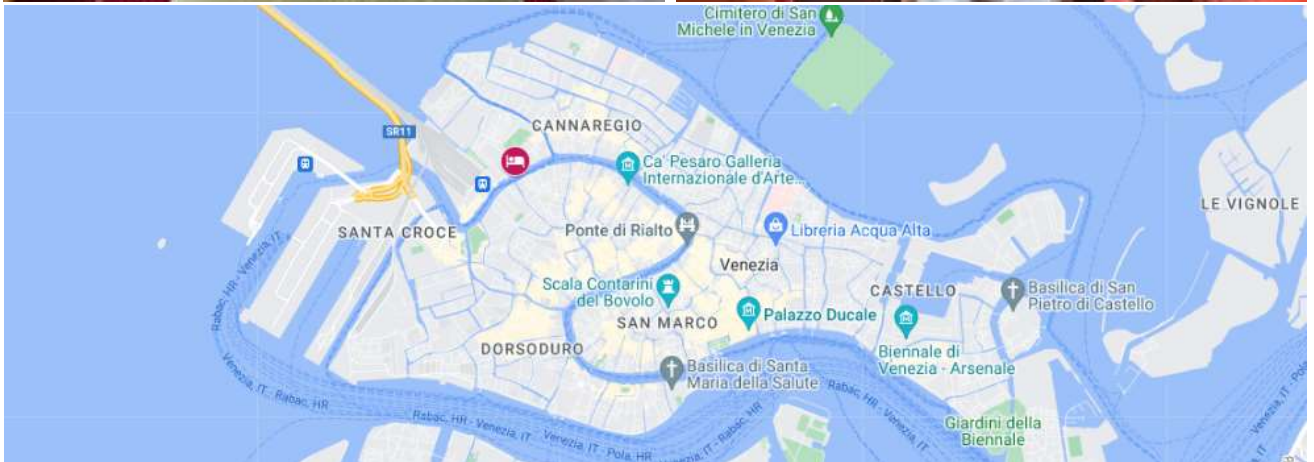 Cimitero di San
Michele in Venezia
CANNAREGIO
SR11
Ca' Pesaro Galleria
Internazionale d'Arte...
LE VIGNOLE
SANTA CROCE
Ponte di Rialto
Libreria Acqua Alta
Venezia
Scala Contarini
del Bovolo
CASTELLO
Basilica di San
Pietro di Castello
SAN MARCO
Palazzo Ducale
DORSODURO
Biennale di
Venezia - Arsenale
Basilica di Santa
Maria della Salute
Giardini della
Biennale
Rabac, HR - Venezia, IT
Venezia, IT - Rabac, HR
Rabac, HR - Venezia, IT
Venezia, IT - Pola, HR
Venezia, IT - Rabac, HR
Rabac, HR - Venezia, IT